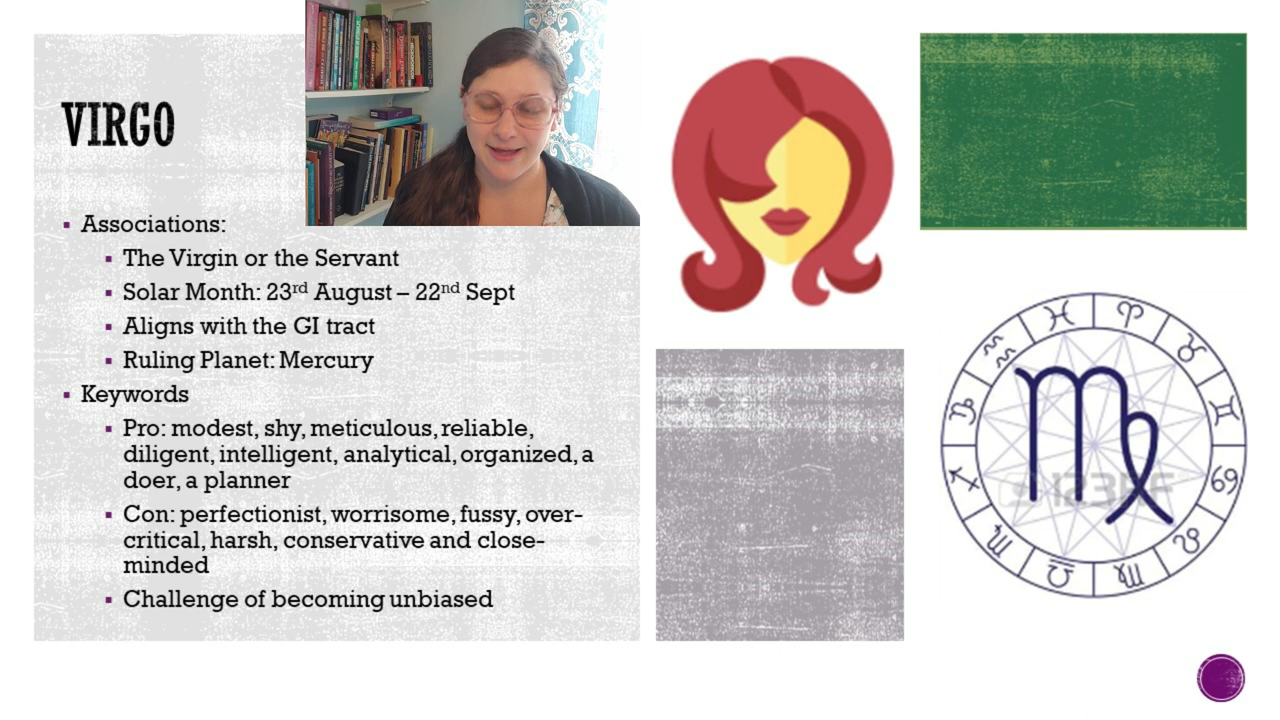 VIRGO
Associations:
The Virgin or the Servant
Solar Month: 23rd August – 22nd Sept
Aligns with the GI tract
Ruling Planet: Mercury
Keywords
Pro: modest, shy, meticulous, reliable,
diligent, intelligent, analytical, organized, a
doer, a planner
Con: perfectionist, worrisome, fussy, over-
critical, harsh, conservative and close-
minded
Challenge of becoming unbiased
123RF